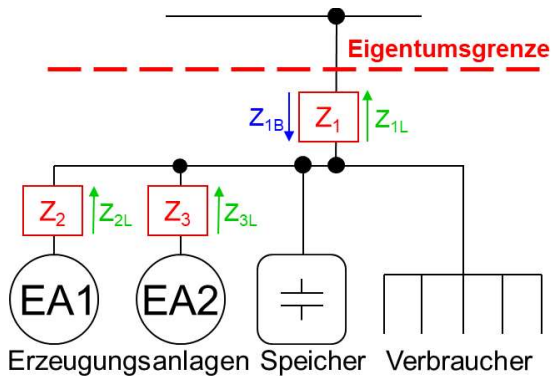 Eigentumsgrenze
Z1B Z1 Z1L
Z2 Z2L Z3 Z3L
EA1 EA2
Erzeugungsanlagen Speicher Verbraucher